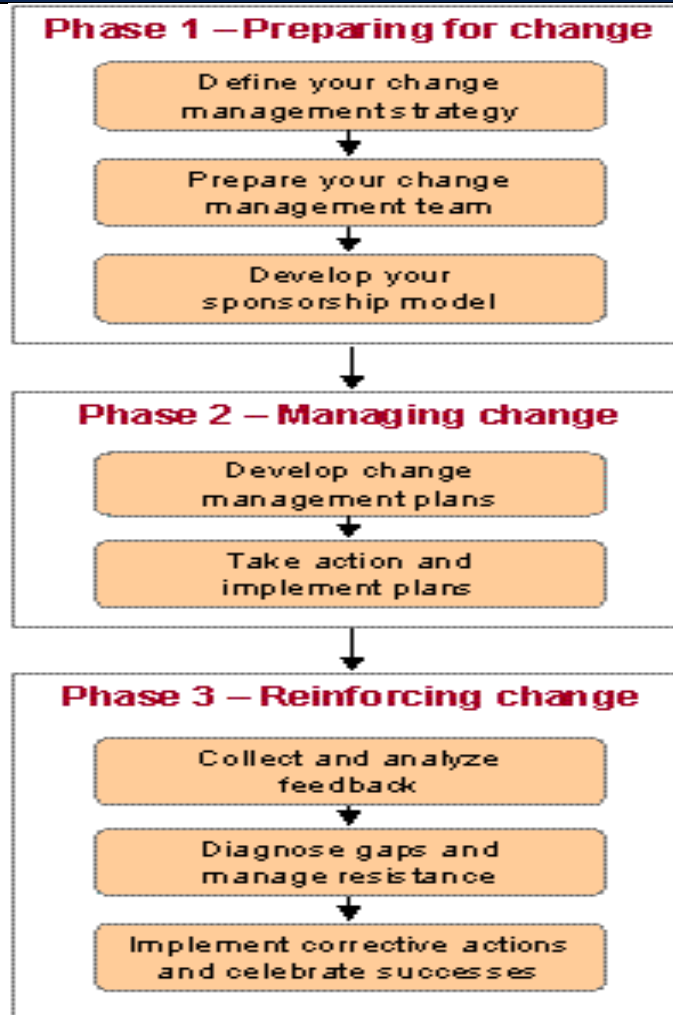 Phase 1 – Preparing for change
Define your change
management strategy
Prepare your change
management team
Develop your
sponsorship model
Phase 2 – Managing change
Develop change
management plans
Take action and
implement plans
Phase 3 – Reinforcing change
Collect and analyze
feedback
Diagnose gaps and
manage resistance
Implement corrective actions
and celebrate successes